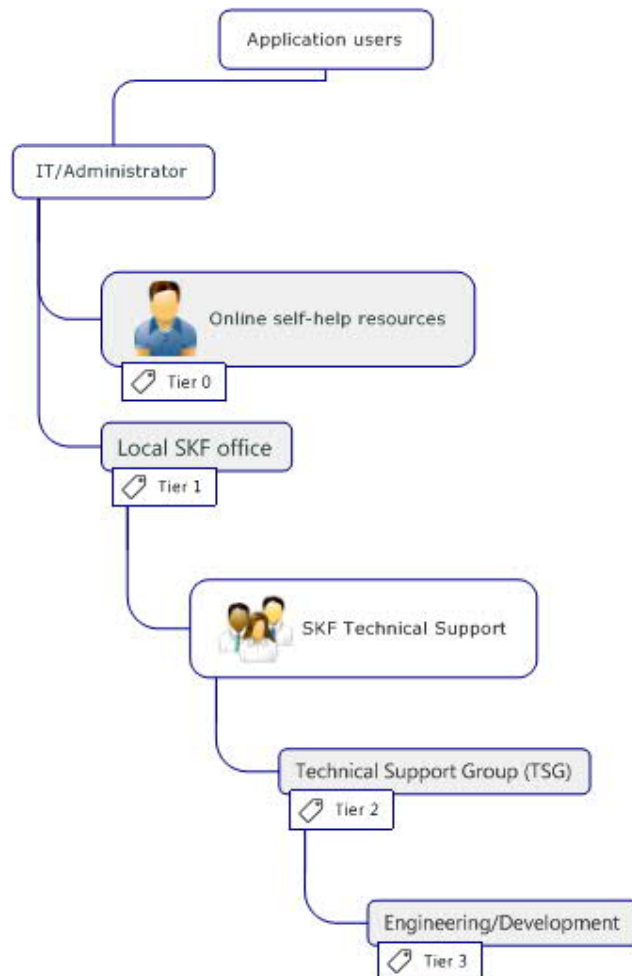 Application users
IT/Administrator
Online self-help resources
Tier 0
Local SKF office
Tier 1
SKF Technical Support
Technical Support Group (TSG)
Tier 2
Engineering/Development
Tier 3